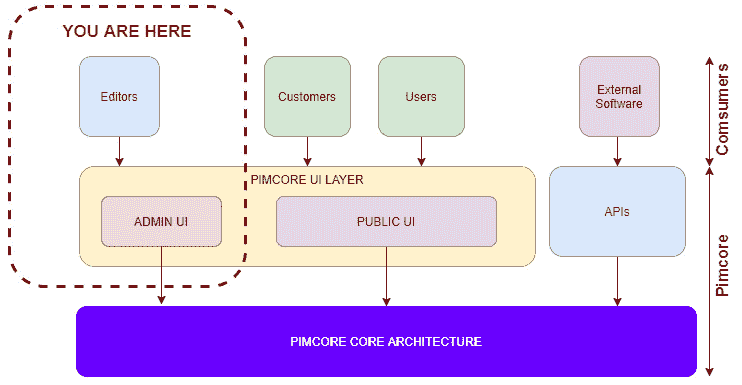 YOU ARE HERE
Editors
Customers
Users
External
Software
Comsumers
PIMCORE UI LAYER
ADMIN UI
PUBLIC UI
APIs
Pimcore
PIMCORE CORE ARCHITECTURE